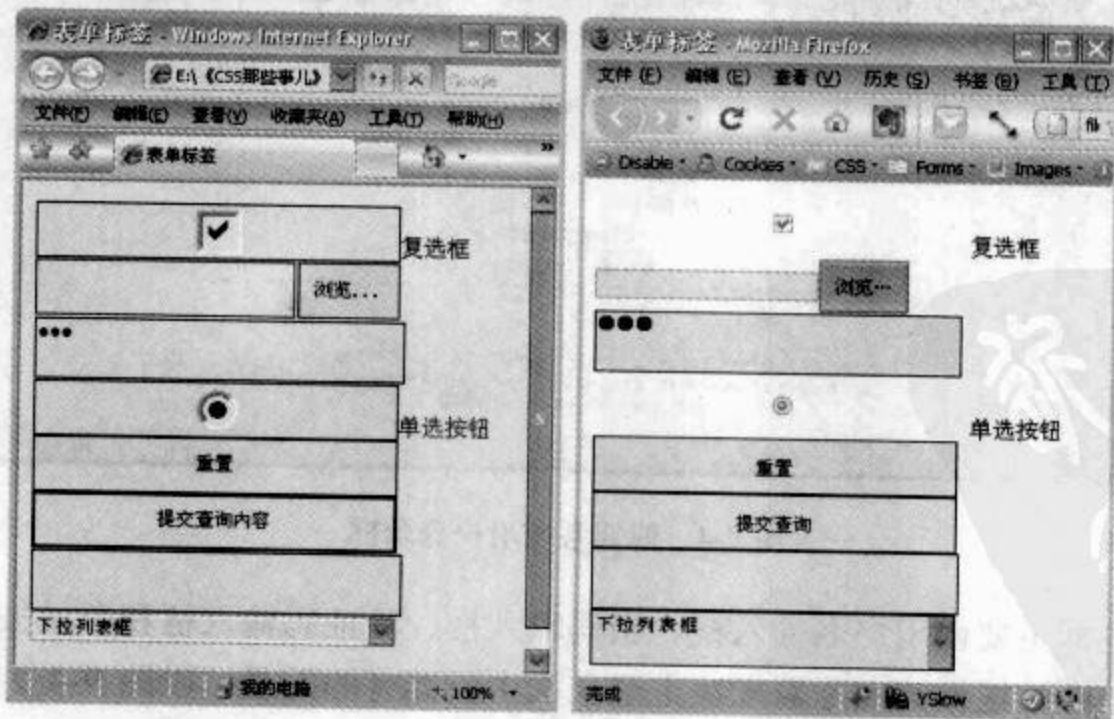 表单标签 - Windows Internet Explorer
E:\《CSS那些事儿》
Google
文件(F) 编辑(E) 查看(V) 收藏夹(A) 工具(T) 帮助(H)
表单标签
复选框
浏览...
单选按钮
重置
提交查询内容
下拉列表框
我的电脑
100%
表单标签 - Mozilla Firefox
文件 (F) 编辑 (E) 查看 (V) 历史 (S) 书签 (B) 工具 (T)
Disable Cookies CSS Forms Images
复选框
浏览…
单选按钮
重置
提交查询
下拉列表框
完成
YSlow